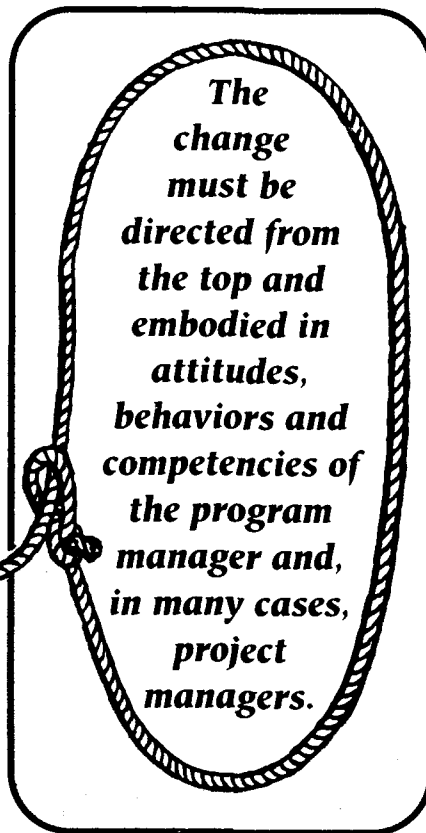 The
change
must be
directed from
the top and
embodied in
attitudes,
behaviors and
competencies of
the program
manager and,
in many cases,
project
managers.